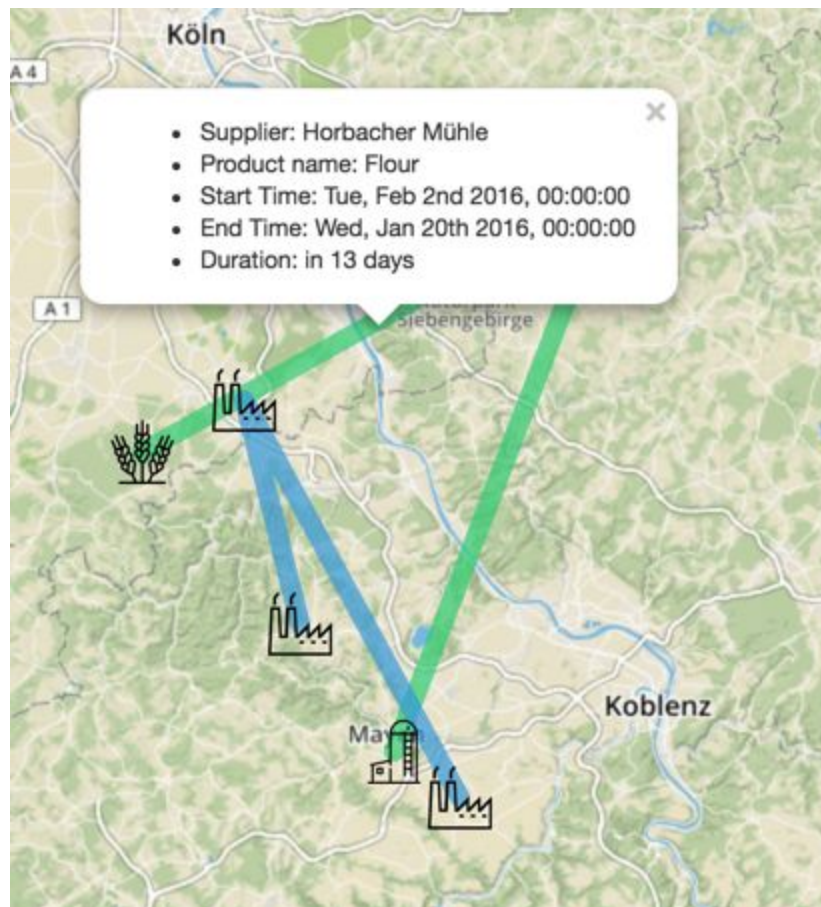 Köln
A 4
×
• Supplier: Horbacher Mühle
• Product name: Flour
• Start Time: Tue, Feb 2nd 2016, 00:00:00
• End Time: Wed, Jan 20th 2016, 00:00:00
• Duration: in 13 days
A 1
Siebengebirge
Koblenz